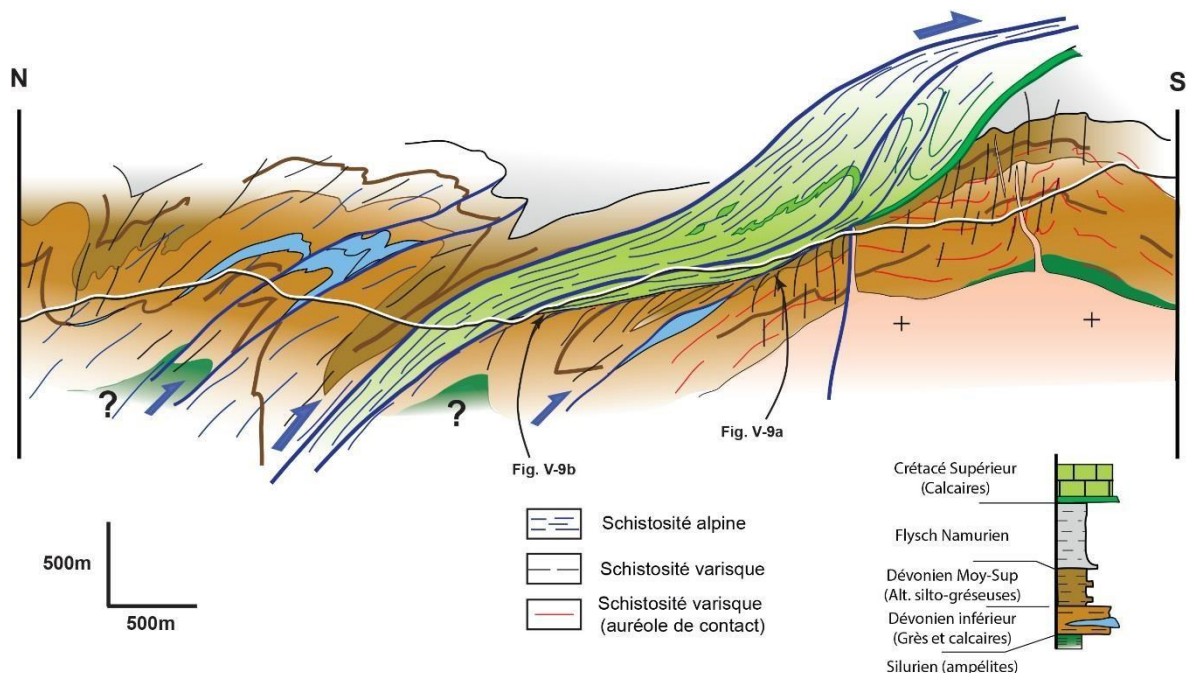 N
S
?
?
Fig. V-9b
Fig. V-9a
500m
500m
Schistosité alpine
Schistosité varisque
Schistosité varisque
(auréole de contact)
Crétacé Supérieur
(Calcaires)
Flysch Namurien
Dévonien Moy-Sup
(Alt. silto-gréseuses)
Dévonien inférieur
(Grès et calcaires)
Silurien (ampélites)